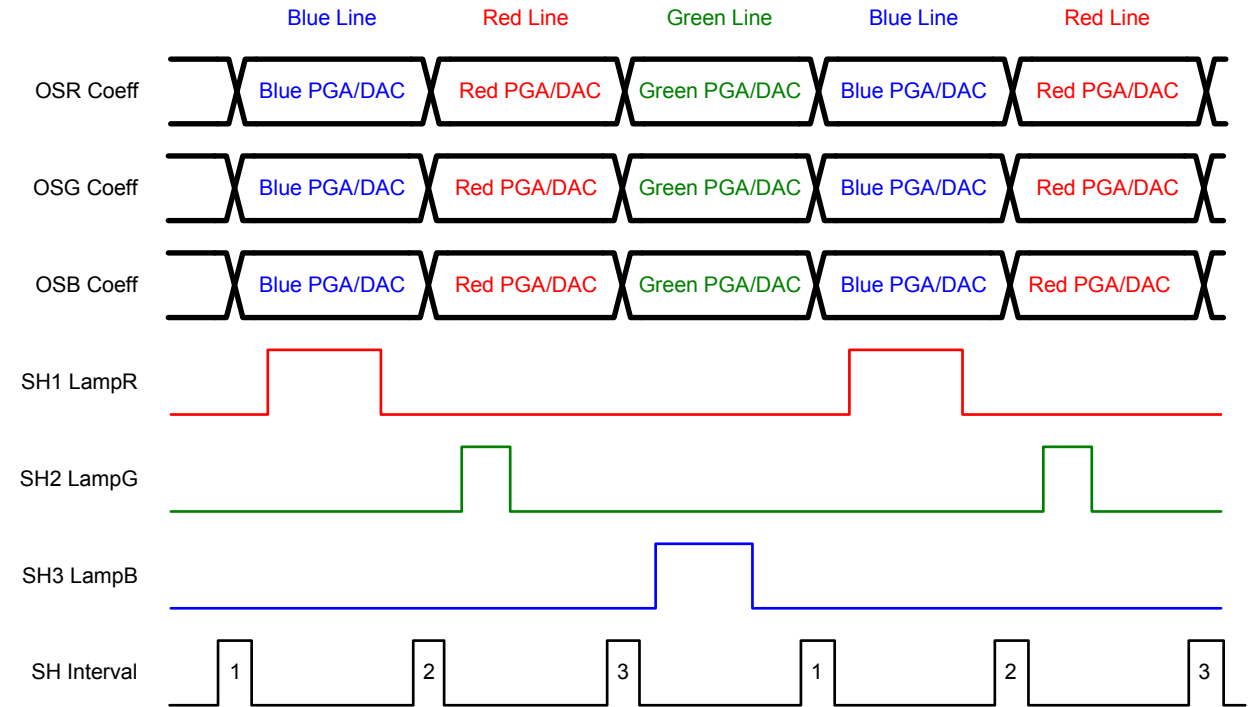 Blue Line Red Line Green Line Blue Line Red Line
OSR Coeff Blue PGA/DAC Red PGA/DAC Green PGA/DAC Blue PGA/DAC Red PGA/DAC
OSG Coeff Blue PGA/DAC Red PGA/DAC Green PGA/DAC Blue PGA/DAC Red PGA/DAC
OSB Coeff Blue PGA/DAC Red PGA/DAC Green PGA/DAC Blue PGA/DAC Red PGA/DAC
SH1 LampR
SH2 LampG
SH3 LampB
SH Interval 1 2 3 1 2 3